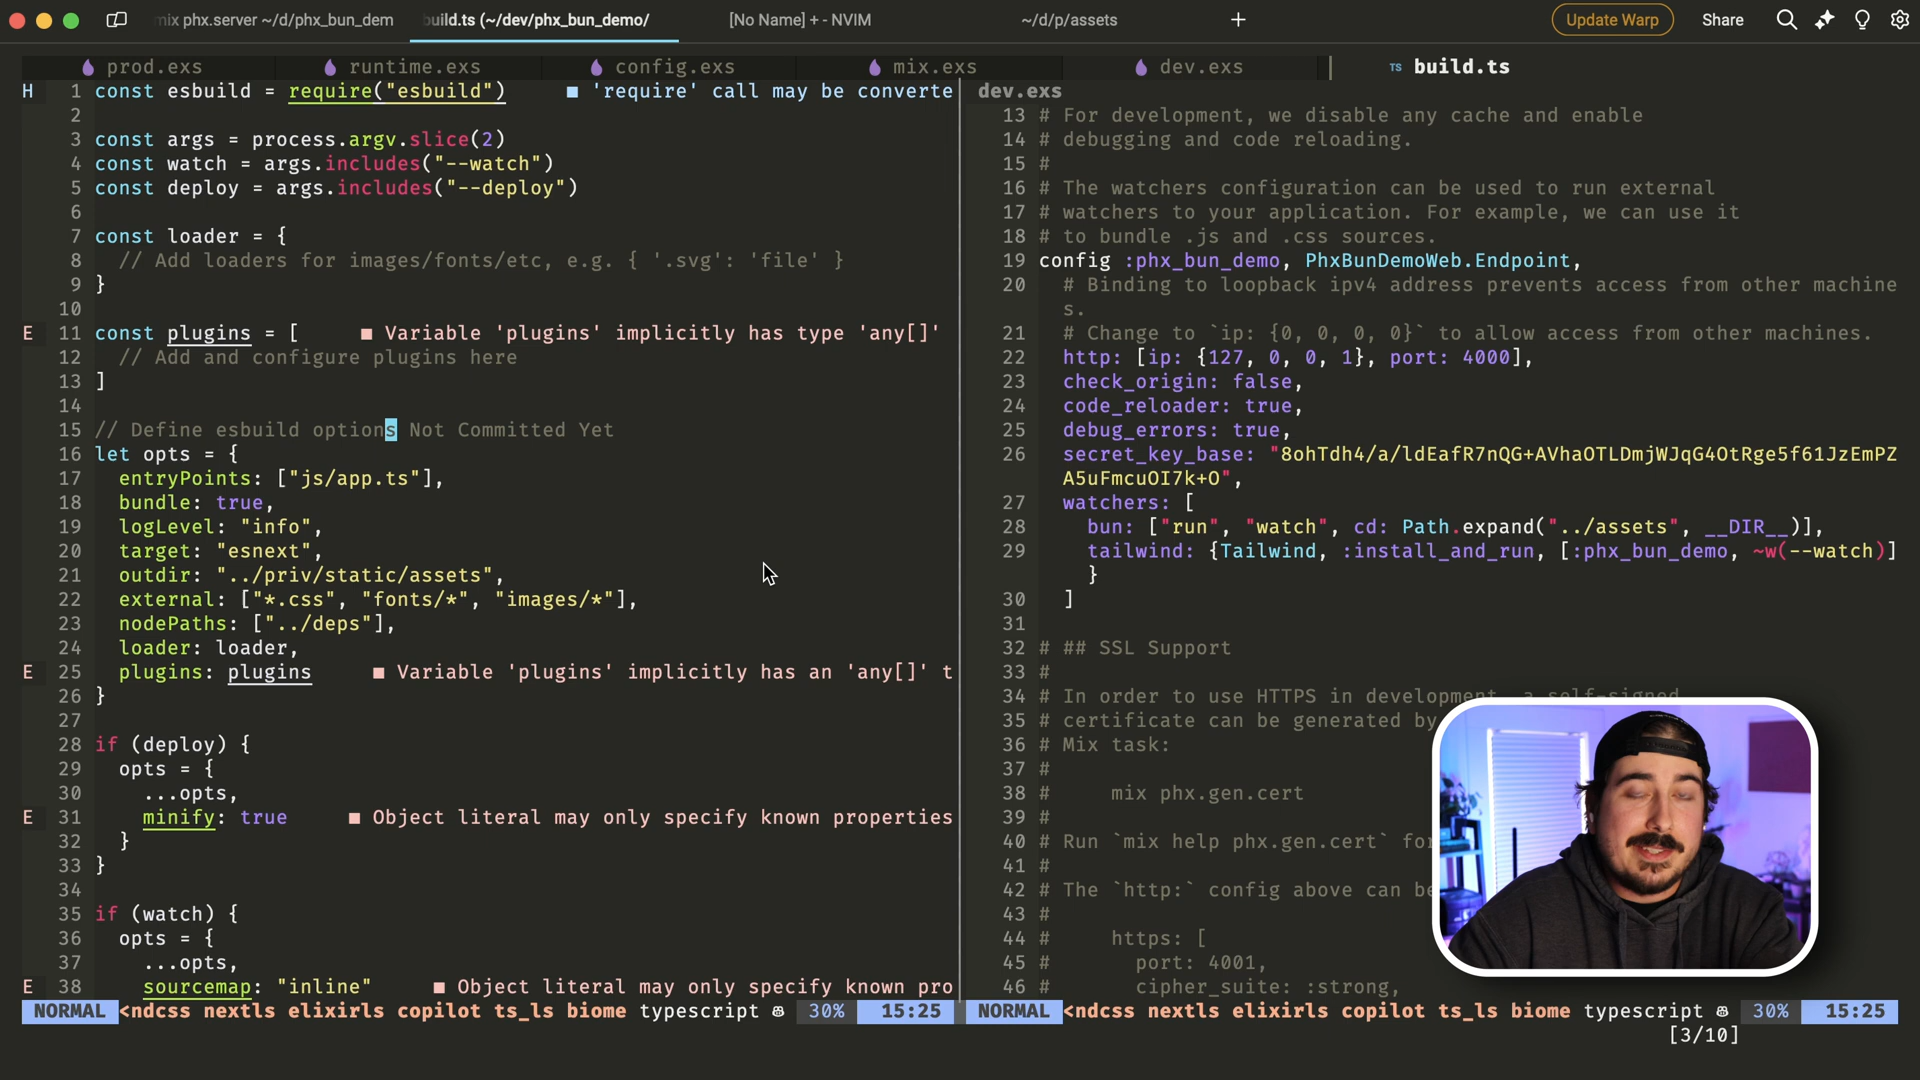 mix phx.server ~/d/phx_bun_dem
build.ts (~/dev/phx_bun_demo/
[No Name] + - NVIM
~/d/p/assets
+
Update Warp
Share
prod.exs
runtime.exs
config.exs
mix.exs
dev.exs
TS build.ts
H 1 const esbuild = require("esbuild") ■ 'require' call may be converte
2
3 const args = process.argv.slice(2)
4 const watch = args.includes("--watch")
5 const deploy = args.includes("--deploy")
6
7 const loader = {
8 // Add loaders for images/fonts/etc, e.g. { '.svg': 'file' }
9 }
10
E 11 const plugins = [ ■ Variable 'plugins' implicitly has type 'any[]'
12 // Add and configure plugins here
13 ]
14
15 // Define esbuild options Not Committed Yet
16 let opts = {
17 entryPoints: ["js/app.ts"],
18 bundle: true,
19 logLevel: "info",
20 target: "esnext",
21 outdir: "../priv/static/assets",
22 external: ["*.css", "fonts/*", "images/*"],
23 nodePaths: ["../deps"],
24 loader: loader,
E 25 plugins: plugins ■ Variable 'plugins' implicitly has an 'any[]' t
26 }
27
28 if (deploy) {
29 opts = {
30 ...opts,
E 31 minify: true ■ Object literal may only specify known properties
32 }
33 }
34
35 if (watch) {
36 opts = {
37 ...opts,
E 38 sourcemap: "inline" ■ Object literal may only specify known pro
NORMAL <ndcss nextls elixirls copilot ts_ls biome typescript 30% 15:25
dev.exs
13 # For development, we disable any cache and enable
14 # debugging and code reloading.
15 #
16 # The watchers configuration can be used to run external
17 # watchers to your application. For example, we can use it
18 # to bundle .js and .css sources.
19 config :phx_bun_demo, PhxBunDemoWeb.Endpoint,
20 # Binding to loopback ipv4 address prevents access from other machine
s.
21 # Change to `ip: {0, 0, 0, 0}` to allow access from other machines.
22 http: [ip: {127, 0, 0, 1}, port: 4000],
23 check_origin: false,
24 code_reloader: true,
25 debug_errors: true,
26 secret_key_base: "8ohTdh4/a/ldEafR7nQG+AVhaOTLDmjWJqG4OtRge5f61JzEmPZ
A5uFmcuOI7k+O",
27 watchers: [
28 bun: ["run", "watch", cd: Path.expand("../assets", __DIR__)],
29 tailwind: {Tailwind, :install_and_run, [:phx_bun_demo, ~w(--watch)]
}
30 ]
31
32 # ## SSL Support
33 #
34 # In order to use HTTPS in development, a self-signed
35 # certificate can be generated by
36 # Mix task:
37 #
38 # mix phx.gen.cert
39 #
40 # Run `mix help phx.gen.cert` for
41 #
42 # The `http:` config above can be
43 #
44 # https: [
45 # port: 4001,
46 # cipher_suite: :strong,
NORMAL <ndcss nextls elixirls copilot ts_ls biome typescript 30% 15:25
[3/10]